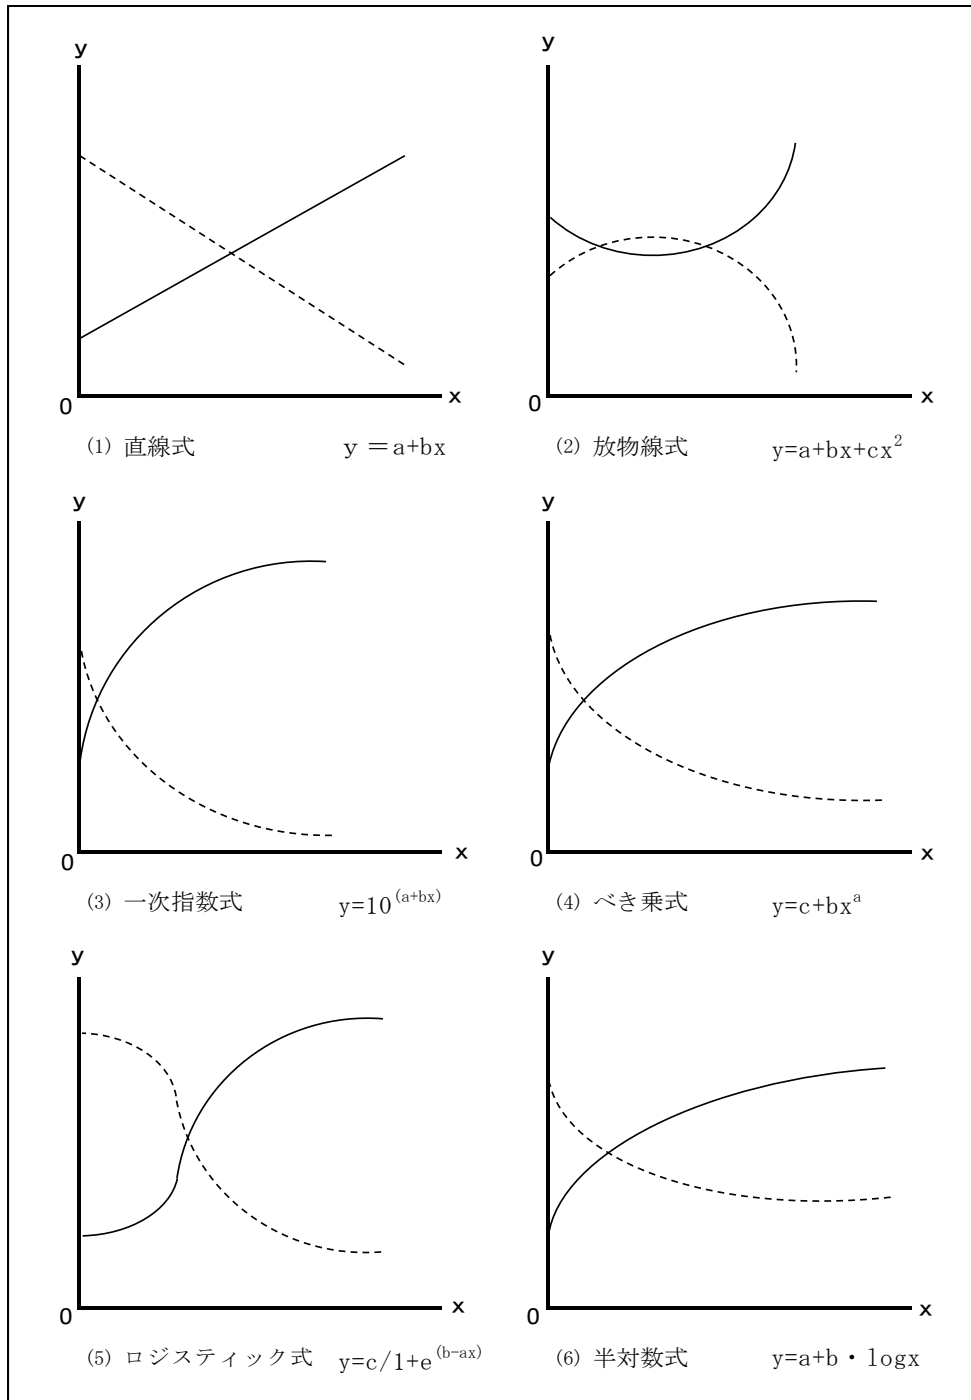 y
y
0
x
0
x
(1) 直線式 y =a+bx
(2) 放物線式 y=a+bx+cx²
y
y
0
x
0
x
(3) 一次指数式 y=10^(a+bx)
(4) べき乗式 y=c+bx^a
y
y
0
x
0
x
(5) ロジスティック式 y=c/1+e^(b-ax)
(6) 半対数式 y=a+b・logx